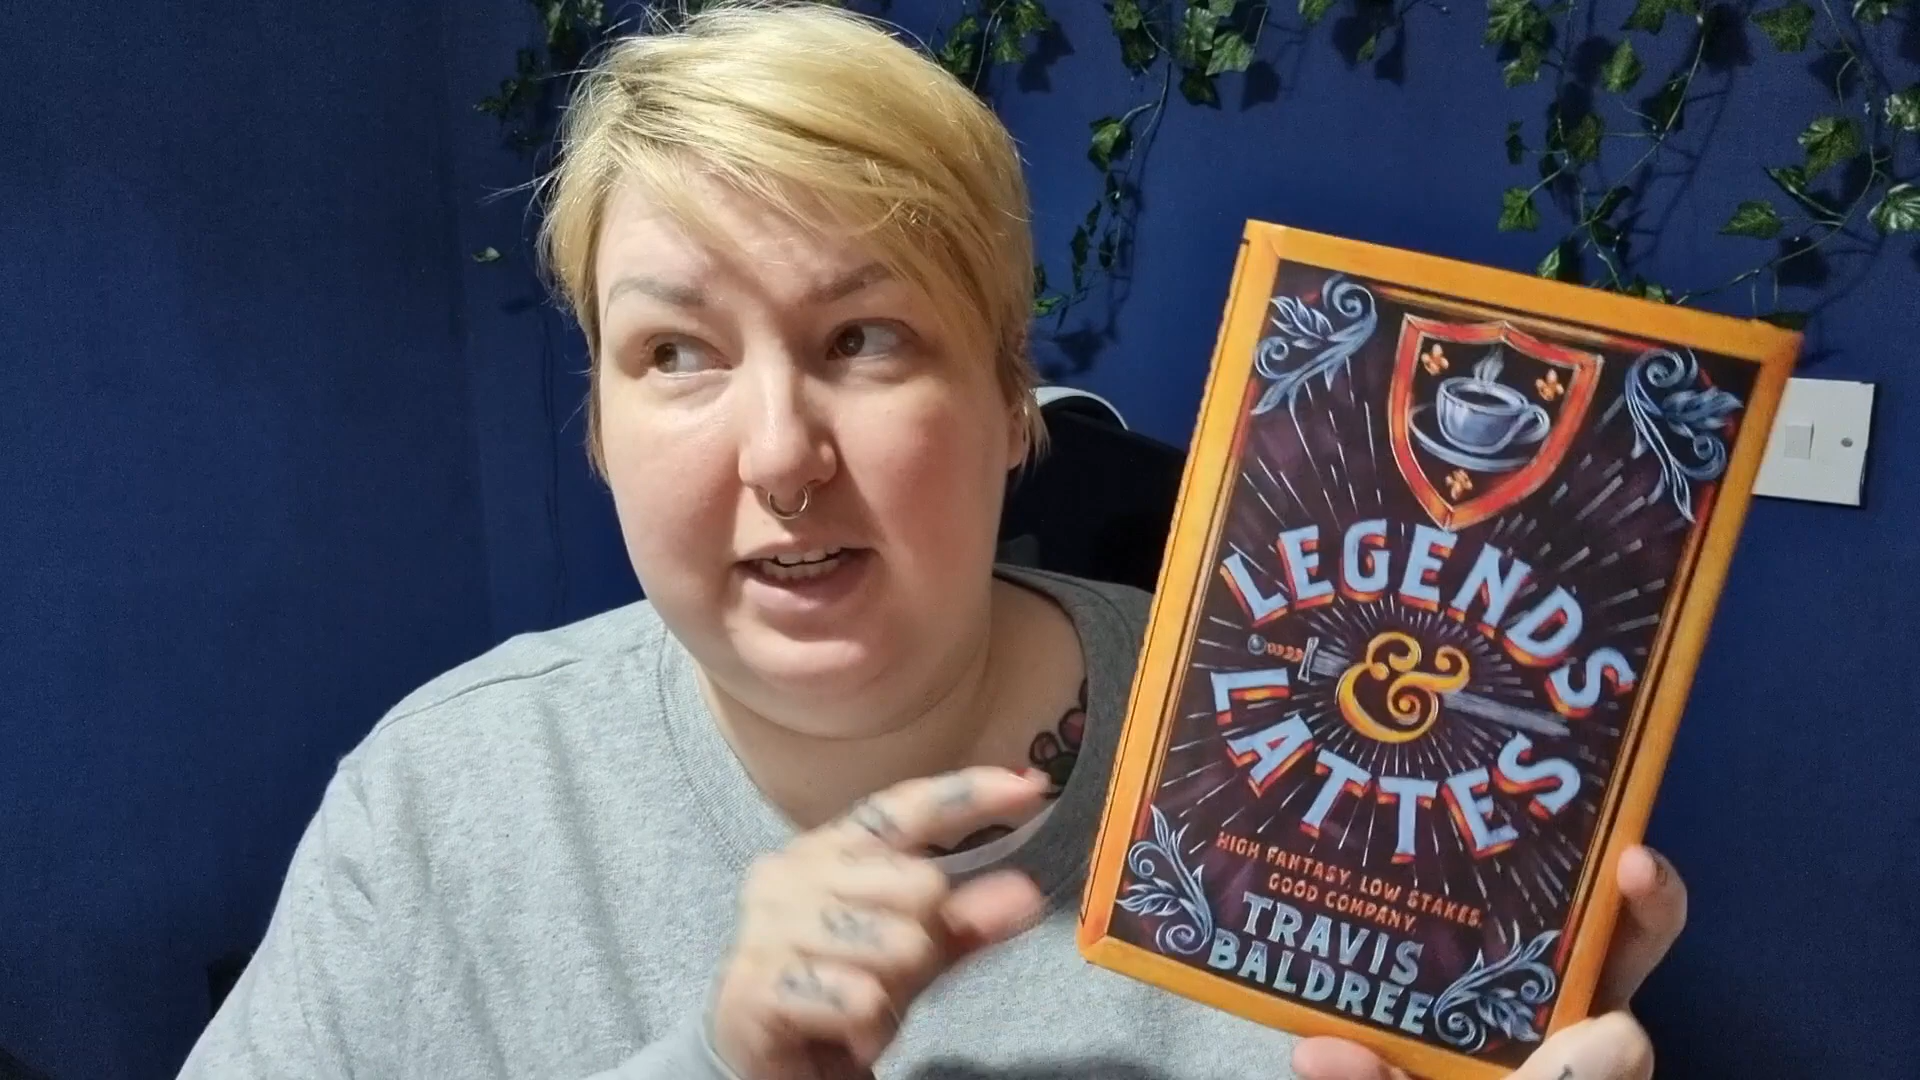 LEGENDS
&
LATTES
HIGH FANTASY. LOW STAKES.
GOOD COMPANY.
TRAVIS
BALDREE